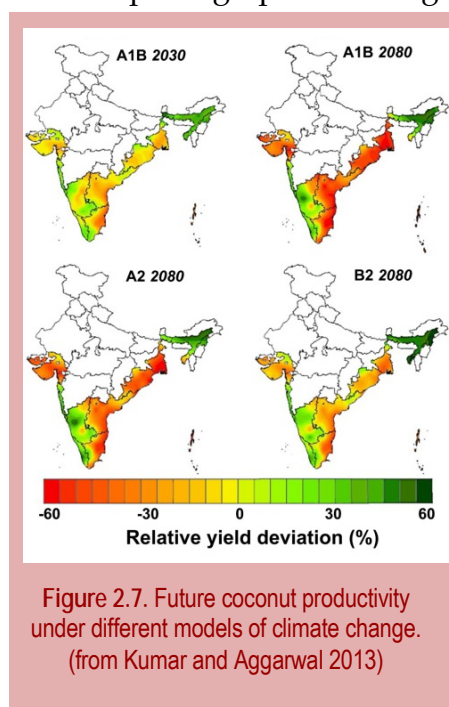 A1B 2030
A1B 2080
A2 2080
B2 2080
-60 -30 0 30 60
Relative yield deviation (%)
Figure 2.7. Future coconut productivity
under different models of climate change.
(from Kumar and Aggarwal 2013)